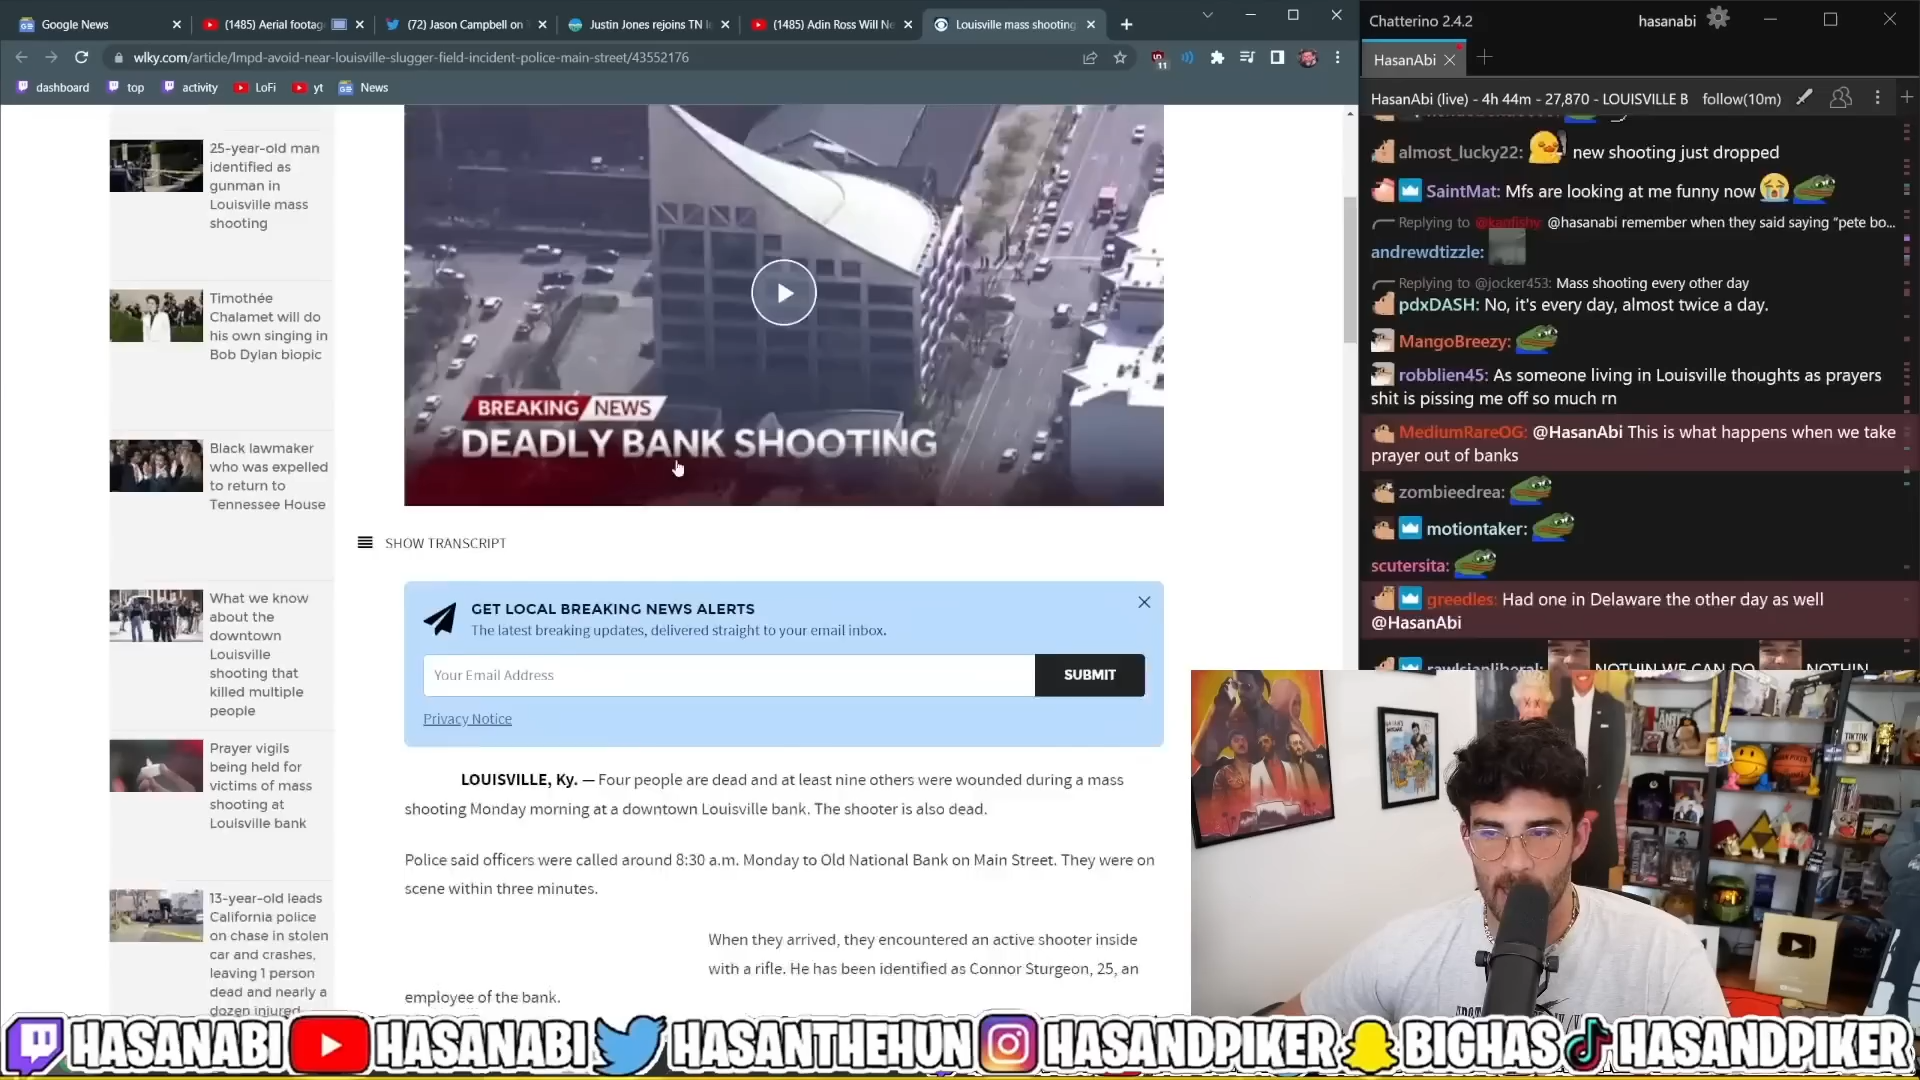 Google News
(1485) Aerial footag
(72) Jason Campbell on
Justin Jones rejoins TN le
(1485) Adin Ross Will Ne
Louisville mass shooting
wlky.com/article/lmpd-avoid-near-louisville-slugger-field-incident-police-main-street/43552176
11
dashboard
top
activity
LoFi
yt
News
25-year-old man
identified as
gunman in
Louisville mass
shooting
Timothée
Chalamet will do
his own singing in
Bob Dylan biopic
Black lawmaker
who was expelled
to return to
Tennessee House
What we know
about the
downtown
Louisville
shooting that
killed multiple
people
Prayer vigils
being held for
victims of mass
shooting at
Louisville bank
13-year-old leads
California police
on chase in stolen
car and crashes,
leaving 1 person
dead and nearly a
dozen injured
BREAKING NEWS
DEADLY BANK SHOOTING
SHOW TRANSCRIPT
GET LOCAL BREAKING NEWS ALERTS
The latest breaking updates, delivered straight to your email inbox.
Your Email Address
SUBMIT
Privacy Notice
LOUISVILLE, Ky. — Four people are dead and at least nine others were wounded during a mass
shooting Monday morning at a downtown Louisville bank. The shooter is also dead.
Police said officers were called around 8:30 a.m. Monday to Old National Bank on Main Street. They were on
scene within three minutes.
When they arrived, they encountered an active shooter inside
with a rifle. He has been identified as Connor Sturgeon, 25, an
employee of the bank.
Chatterino 2.4.2
hasanabi
HasanAbi
HasanAbi (live) - 4h 44m - 27,870 - LOUISVILLE B
follow(10m)
almost_lucky22: new shooting just dropped
SaintMat: Mfs are looking at me funny now
Replying to @kanfishy: @hasanabi remember when they said saying "pete bo...
andrewdtizzle:
Replying to @jocker453: Mass shooting every other day
pdxDASH: No, it's every day, almost twice a day.
MangoBreezy:
robblien45: As someone living in Louisville thoughts as prayers
shit is pissing me off so much rn
MediumRareOG: @HasanAbi This is what happens when we take
prayer out of banks
zombieedrea:
motiontaker:
scutersita:
greedles: Had one in Delaware the other day as well
@HasanAbi
rawlsianliberal: NOTHIN WE CAN DO NOTHIN
TIKTIK
HASANABI
HASANABI
HASANTHEHUN
HASANDPIKER
BIGHAS
HASANDPIKER